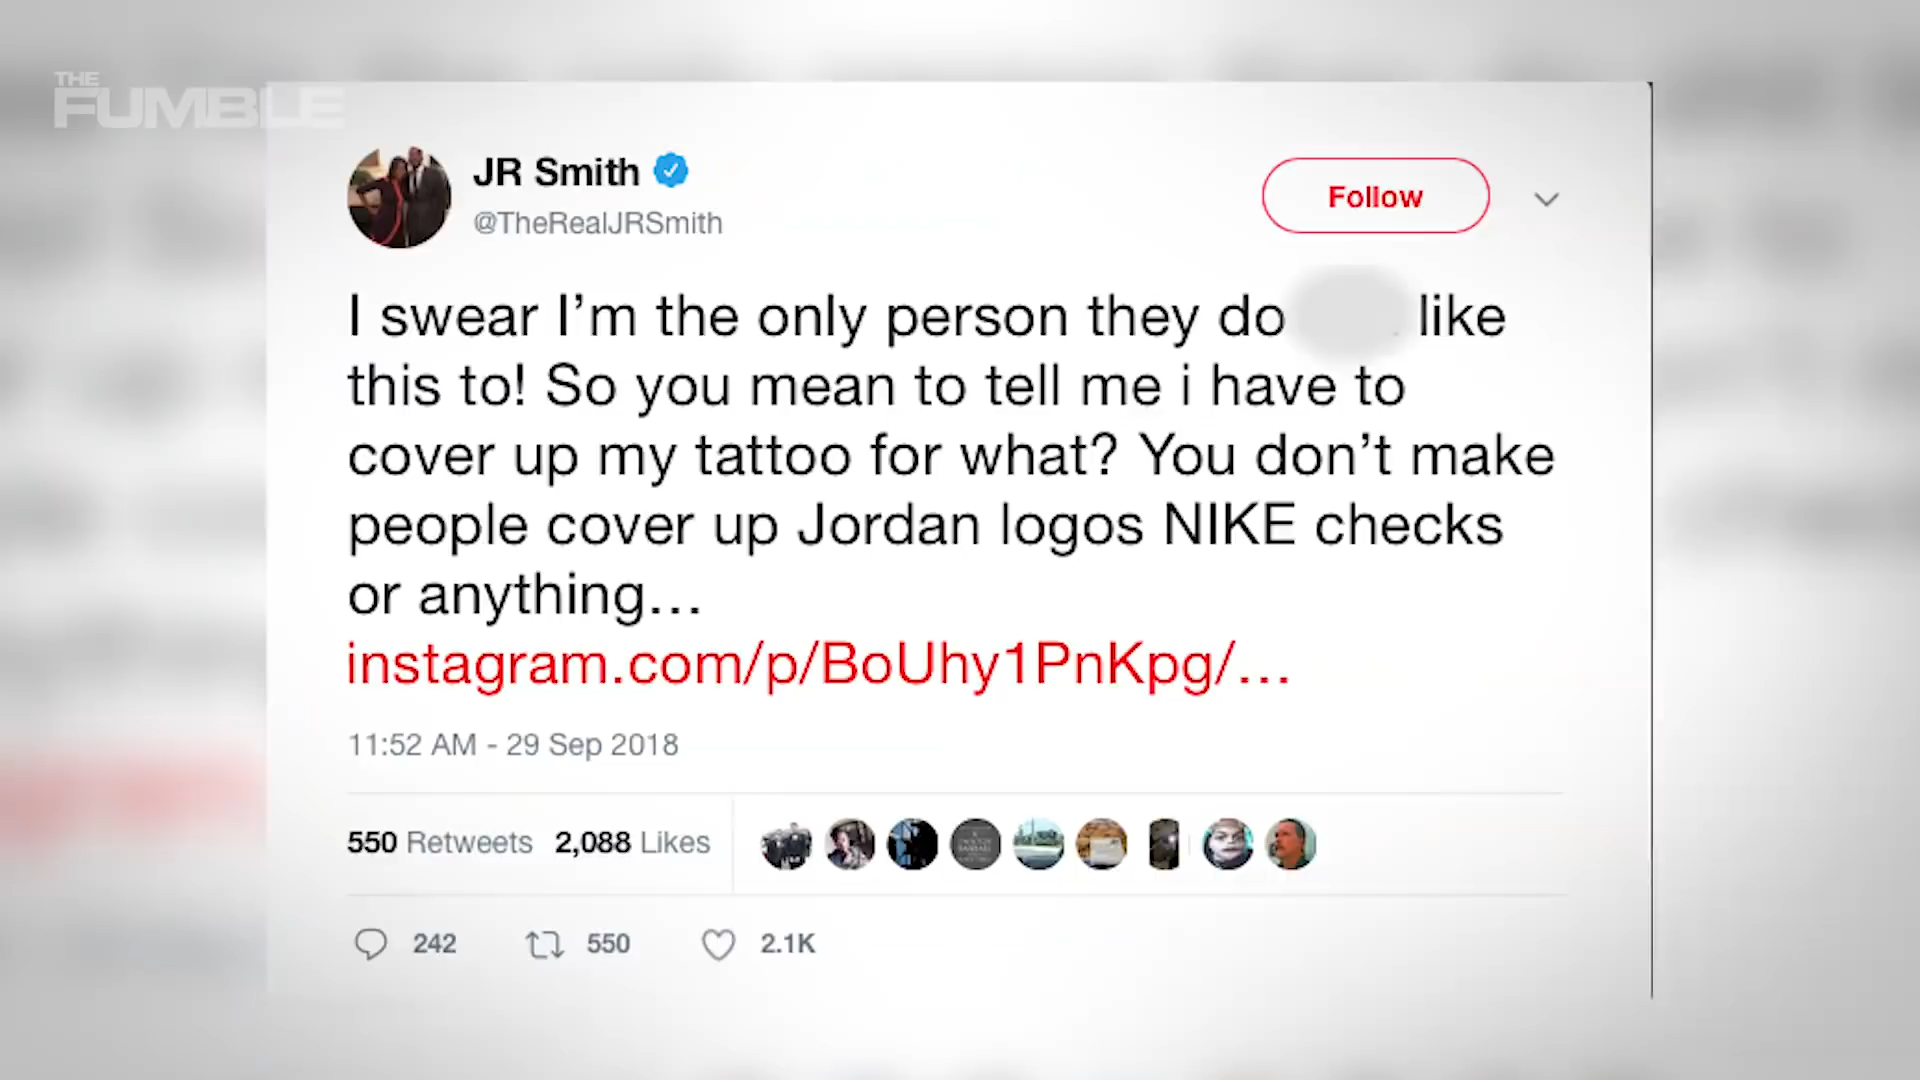 THE
FUMBLE
JR Smith
@TheRealJRSmith
Follow
I swear I'm the only person they do like
this to! So you mean to tell me i have to
cover up my tattoo for what? You don't make
people cover up Jordan logos NIKE checks
or anything...
instagram.com/p/BoUhy1PnKpg/...
11:52 AM - 29 Sep 2018
550 Retweets 2,088 Likes
242 550 2.1K